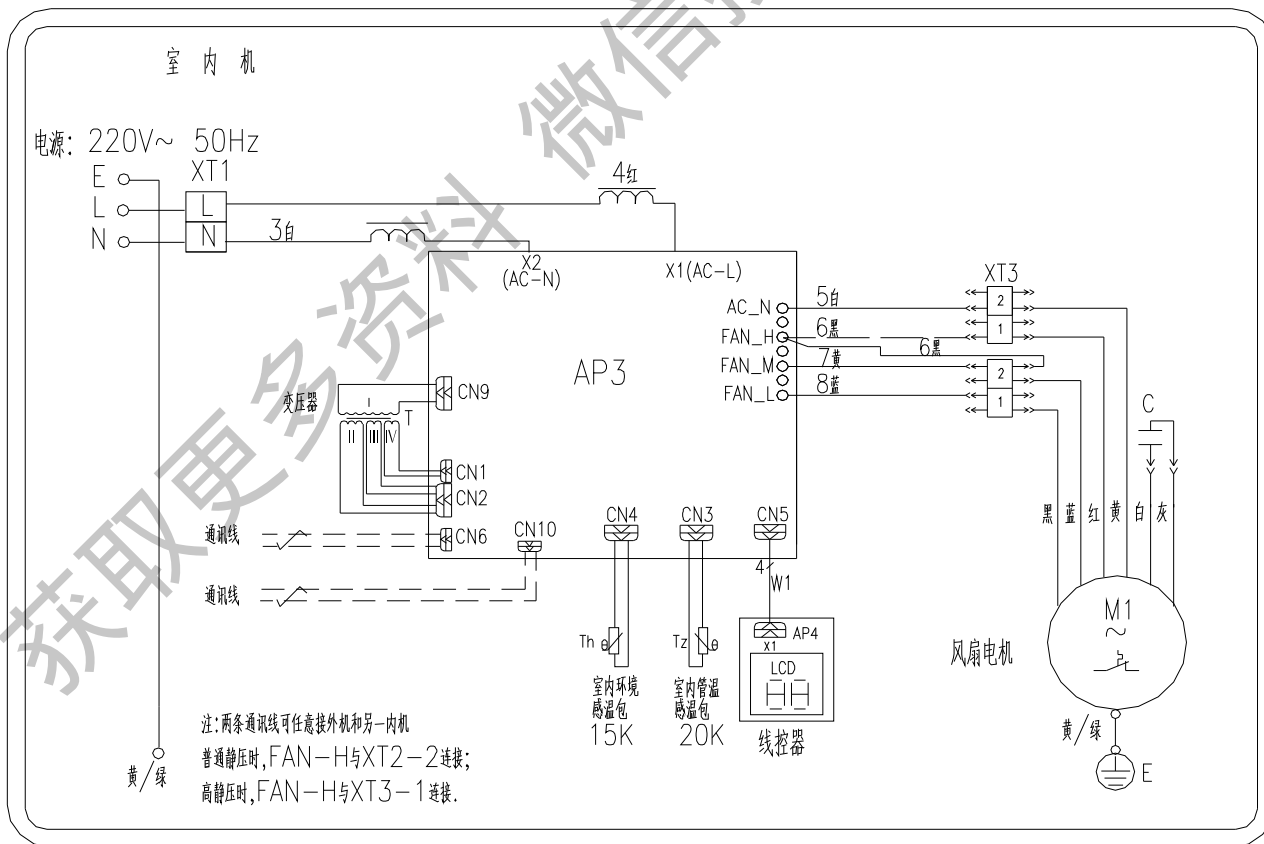 获取更多资料 微信搜
室 内 机
电源: 220V~ 50Hz
XT1
E
L
N
L
N
3白
4红
X2
(AC-N)
X1(AC-L)
AP3
AC_N
FAN_H
FAN_M
FAN_L
5白
6黑
6黑
7黄
8蓝
XT3
2
1
2
1
变压器
I
II
III
IV
T
CN9
CN1
CN2
CN6
CN10
CN4
CN3
CN5
通讯线
通讯线
4
W1
Th
θ
Tz
θ
室内环境
感温包
15K
室内管温
感温包
20K
X1
AP4
LCD
线控器
C
黑
蓝
红
黄
白
灰
M1
~
风扇电机
黄/绿
E
黄/绿
注:两条通讯线可任意接外机和另一内机
普通静压时,FAN-H与XT2-2连接;
高静压时,FAN-H与XT3-1连接.